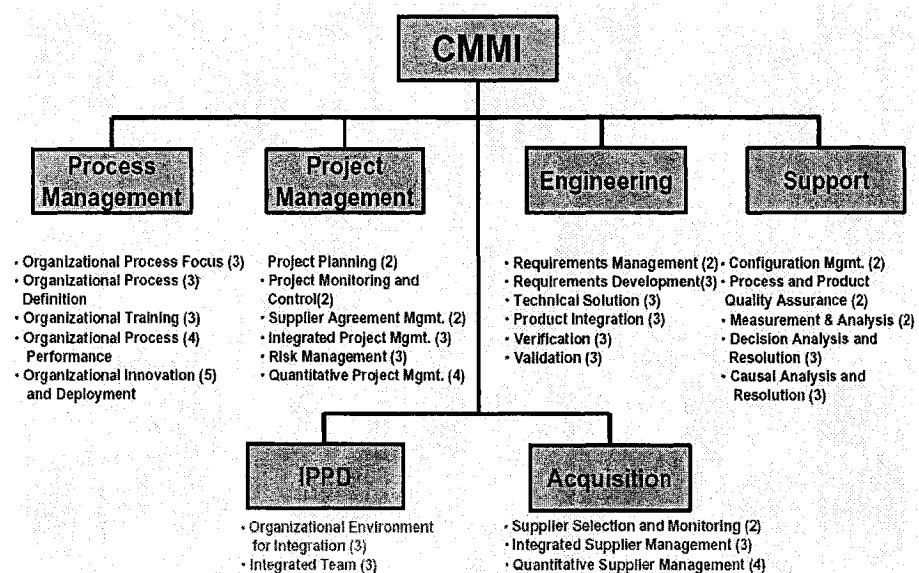 CMMI
Process
Management
Project
Management
Engineering
Support
· Organizational Process Focus (3)
· Organizational Process (3)
Definition
· Organizational Training (3)
· Organizational Process (4)
Performance
· Organizational Innovation (5)
and Deployment
Project Planning (2)
· Project Monitoring and
Control(2)
· Supplier Agreement Mgmt. (2)
· Integrated Project Mgmt. (3)
· Risk Management (3)
· Quantitative Project Mgmt. (4)
· Requirements Management (2)
· Requirements Development(3)
· Technical Solution (3)
· Product Integration (3)
· Verification (3)
· Validation (3)
· Configuration Mgmt. (2)
· Process and Product
Quality Assurance (2)
· Measurement & Analysis (2)
· Decision Analysis and
Resolution (3)
· Causal Analysis and
Resolution (3)
IPPD
Acquisition
· Organizational Environment
for Integration (3)
· Integrated Team (3)
· Supplier Selection and Monitoring (2)
· Integrated Supplier Management (3)
· Quantitative Supplier Management (4)